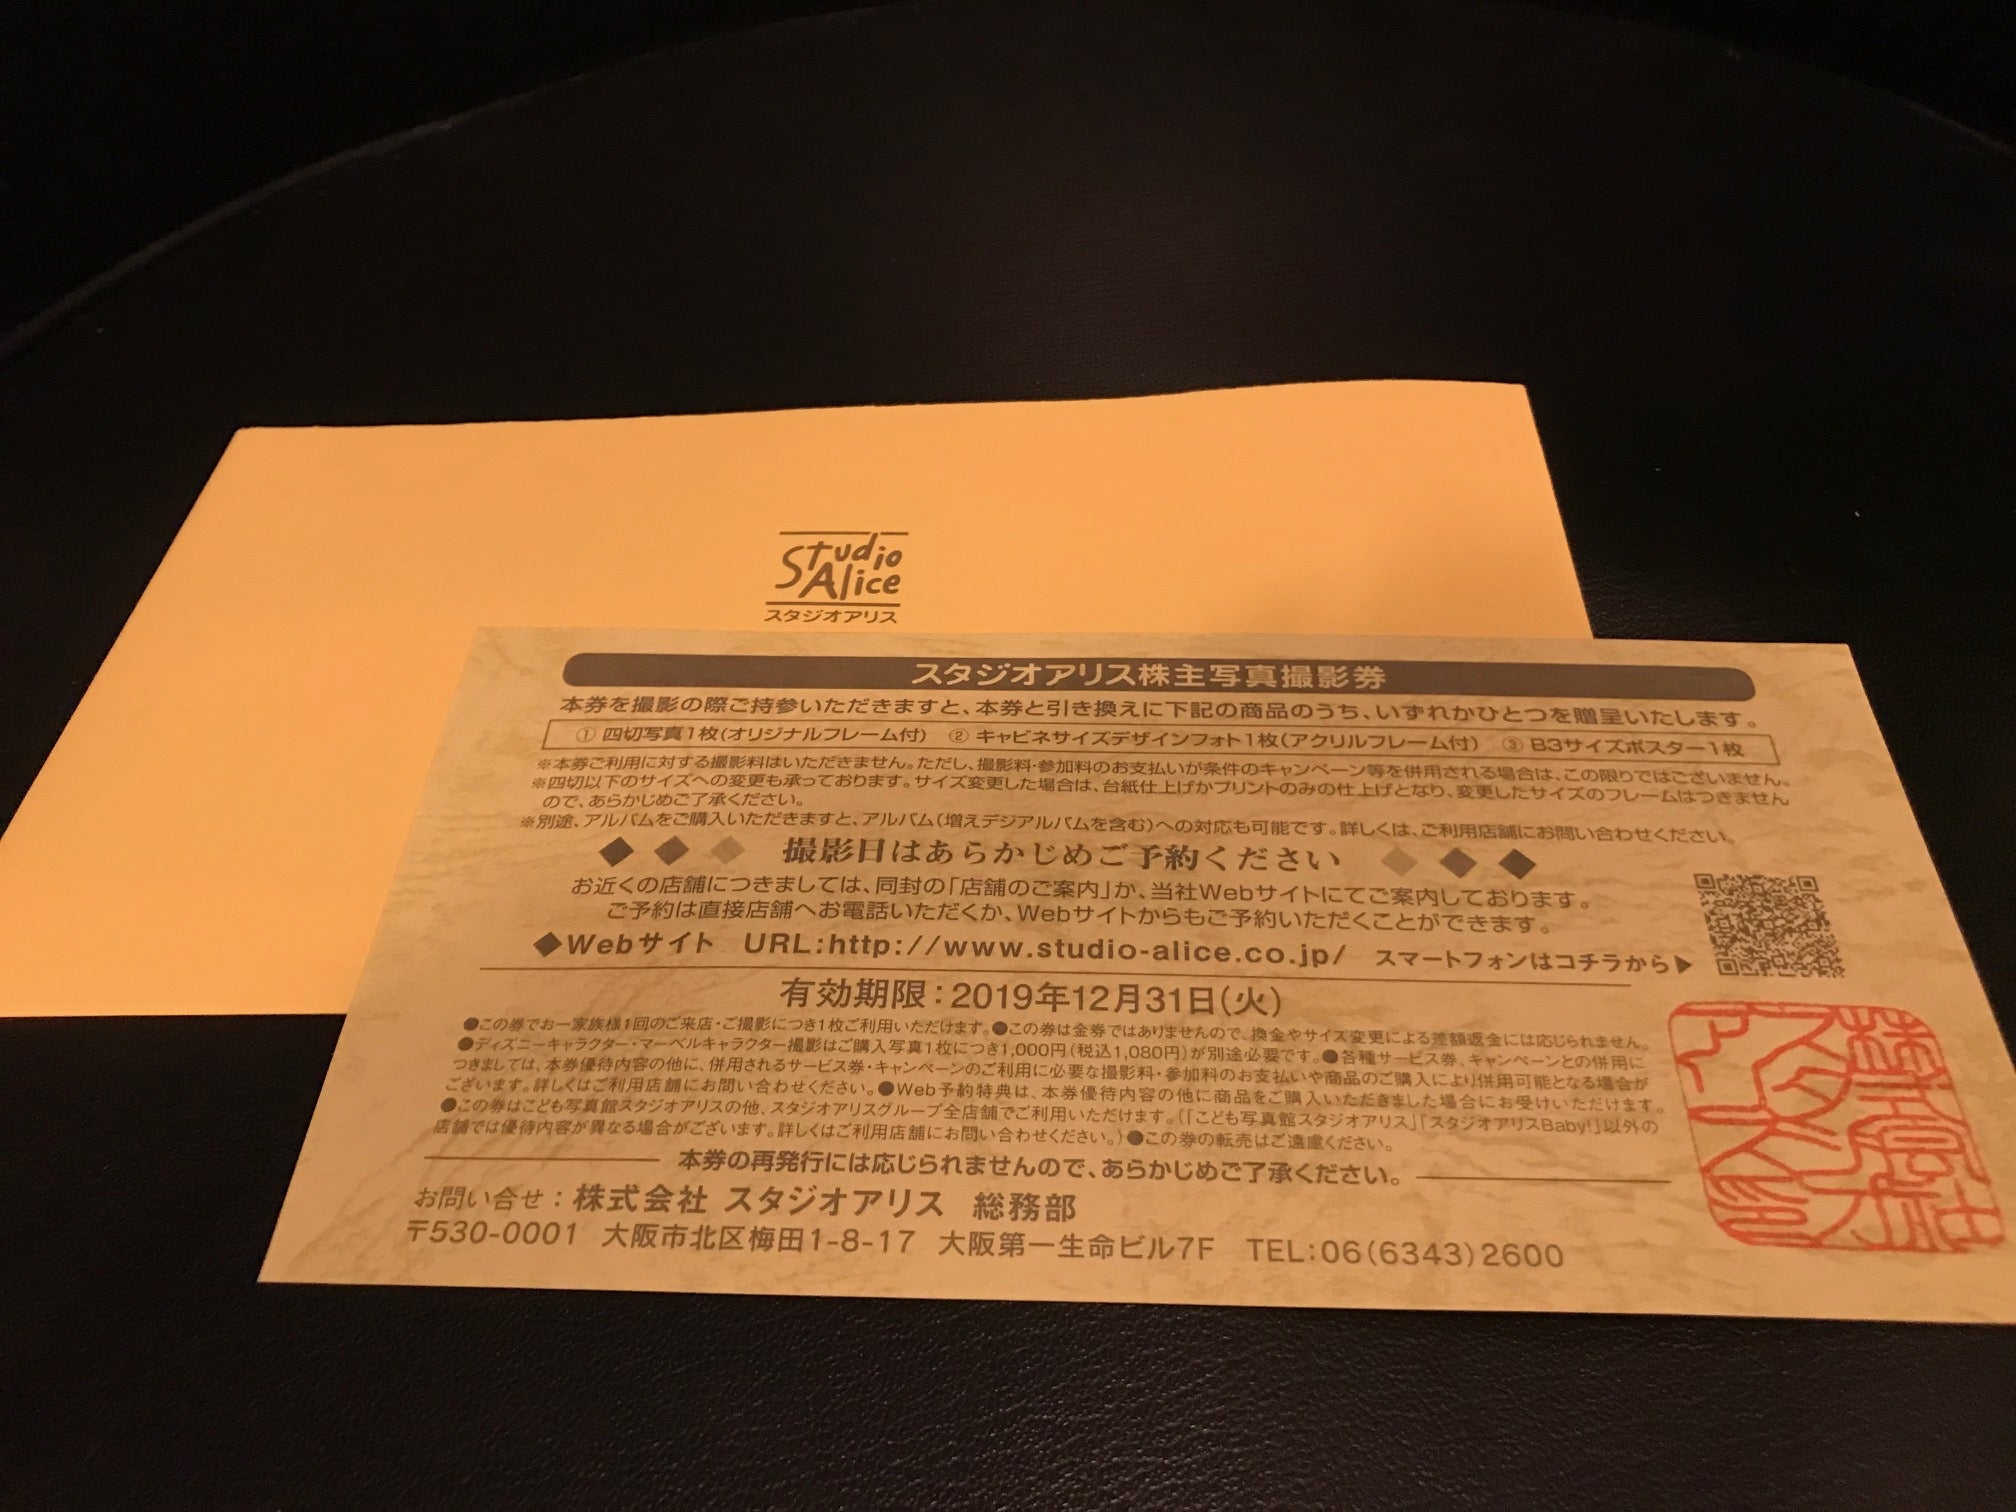 Studio
Alice
スタジオアリス
スタジオアリス株主写真撮影券
本券を撮影の際ご持参いただきますと、本券と引き換えに下記の商品のうち、いずれかひとつを贈呈いたします。
① 四切写真1枚(オリジナルフレーム付) ② キャビネサイズデザインフォト1枚(アクリルフレーム付) ③ B3サイズポスター1枚
※本券ご利用に対する撮影料はいただきません。ただし、撮影料・参加料のお支払いが条件のキャンペーン等を併用される場合は、この限りではございません。
※四切以下のサイズへの変更も承っております。サイズ変更した場合は、台紙仕上げかプリントのみの仕上げとなり、変更したサイズのフレームはつきません
ので、あらかじめご了承ください。
※別途、アルバムをご購入いただきますと、アルバム(増えデジアルバムを含む)への対応も可能です。詳しくは、ご利用店舗にお問い合わせください。
◆ ◆ ◆ 撮影日はあらかじめご予約ください ◆ ◆ ◆
お近くの店舗につきましては、同封の「店舗のご案内」か、当社Webサイトにてご案内しております。
ご予約は直接店舗へお電話いただくか、Webサイトからもご予約いただくことができます。
◆Webサイト URL:http://www.studio-alice.co.jp/ スマートフォンはコチラから▶
有効期限：2019年12月31日(火)
●この券でお一家族様1回のご来店・ご撮影につき1枚ご利用いただけます。●この券は金券ではありませんので、換金やサイズ変更による差額返金には応じられません。
●ディズニーキャラクター・マーベルキャラクター撮影はご購入写真1枚につき1,000円(税込1,080円)が別途必要です。●各種サービス券、キャンペーンとの併用に
つきましては、本券優待内容の他に、併用されるサービス券・キャンペーンのご利用に必要な撮影料・参加料のお支払いや商品のご購入により併用可能となる場合が
ございます。詳しくはご利用店舗にお問い合わせください。●Web予約特典は、本券優待内容の他に商品をご購入いただきました場合にお受けいただけます。
●この券はこども写真館スタジオアリスの他、スタジオアリスグループ全店舗でご利用いただけます。(「こども写真館スタジオアリス」「スタジオアリスBaby!」以外の
店舗では優待内容が異なる場合がございます。詳しくはご利用店舗にお問い合わせください。)●この券の転売はご遠慮ください。
本券の再発行には応じられませんので、あらかじめご了承ください。
お問い合せ：株式会社 スタジオアリス 総務部
〒530-0001 大阪市北区梅田1-8-17 大阪第一生命ビル7F TEL:06(6343)2600
株式会社
スタジオ
アリス印